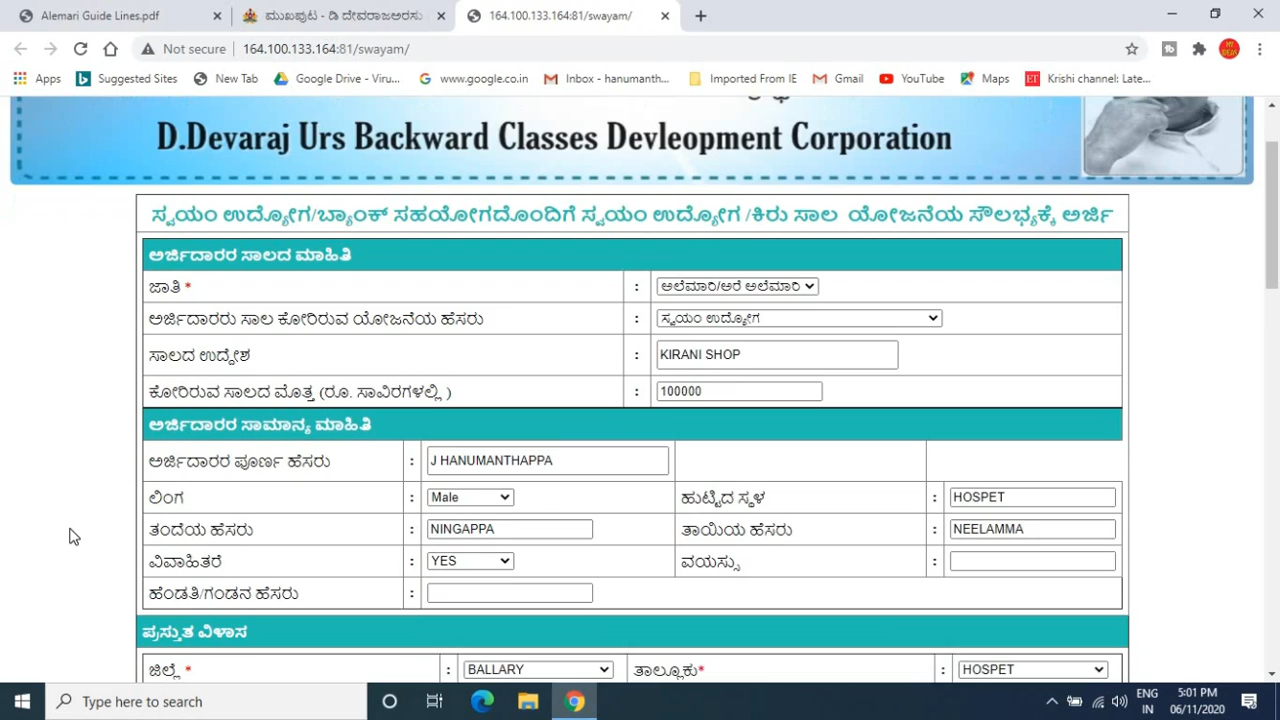 Alemari Guide Lines.pdf
ಮುಖಪುಟ - ಡಿ ದೇವರಾಜಅರಸು
164.100.133.164:81/swayam/
Not secure 164.100.133.164:81/swayam/
Apps Suggested Sites New Tab Google Drive - Viru... www.google.co.in Inbox - hanumanth... Imported From IE Gmail YouTube Maps Krishi channel: Late...
D.Devaraj Urs Backward Classes Devleopment Corporation
ಸ್ವಯಂ ಉದ್ಯೋಗ/ಬ್ಯಾಂಕ್ ಸಹಯೋಗದೊಂದಿಗೆ ಸ್ವಯಂ ಉದ್ಯೋಗ /ಕಿರು ಸಾಲ ಯೋಜನೆಯ ಸೌಲಭ್ಯಕ್ಕೆ ಅರ್ಜಿ
ಅರ್ಜಿದಾರರ ಸಾಲದ ಮಾಹಿತಿ
ಜಾತಿ * : ಅಲೆಮಾರಿ/ಅರೆ ಅಲೆಮಾರಿ
ಅರ್ಜಿದಾರರು ಸಾಲ ಕೋರಿರುವ ಯೋಜನೆಯ ಹೆಸರು : ಸ್ವಯಂ ಉದ್ಯೋಗ
ಸಾಲದ ಉದ್ದೇಶ : KIRANI SHOP
ಕೋರಿರುವ ಸಾಲದ ಮೊತ್ತ (ರೂ. ಸಾವಿರಗಳಲ್ಲಿ ) : 100000
ಅರ್ಜಿದಾರರ ಸಾಮಾನ್ಯ ಮಾಹಿತಿ
ಅರ್ಜಿದಾರರ ಪೂರ್ಣ ಹೆಸರು : J HANUMANTHAPPA
ಲಿಂಗ : Male ಹುಟ್ಟಿದ ಸ್ಥಳ : HOSPET
ತಂದೆಯ ಹೆಸರು : NINGAPPA ತಾಯಿಯ ಹೆಸರು : NEELAMMA
ವಿವಾಹಿತರೆ : YES ವಯಸ್ಸು :
ಹೆಂಡತಿ/ಗಂಡನ ಹೆಸರು :
ಪ್ರಸ್ತುತ ವಿಳಾಸ
ಜಿಲ್ಲೆ * : BALLARY ತಾಲ್ಲೂಕು* : HOSPET
Type here to search
ENG
IN
5:01 PM
06/11/2020